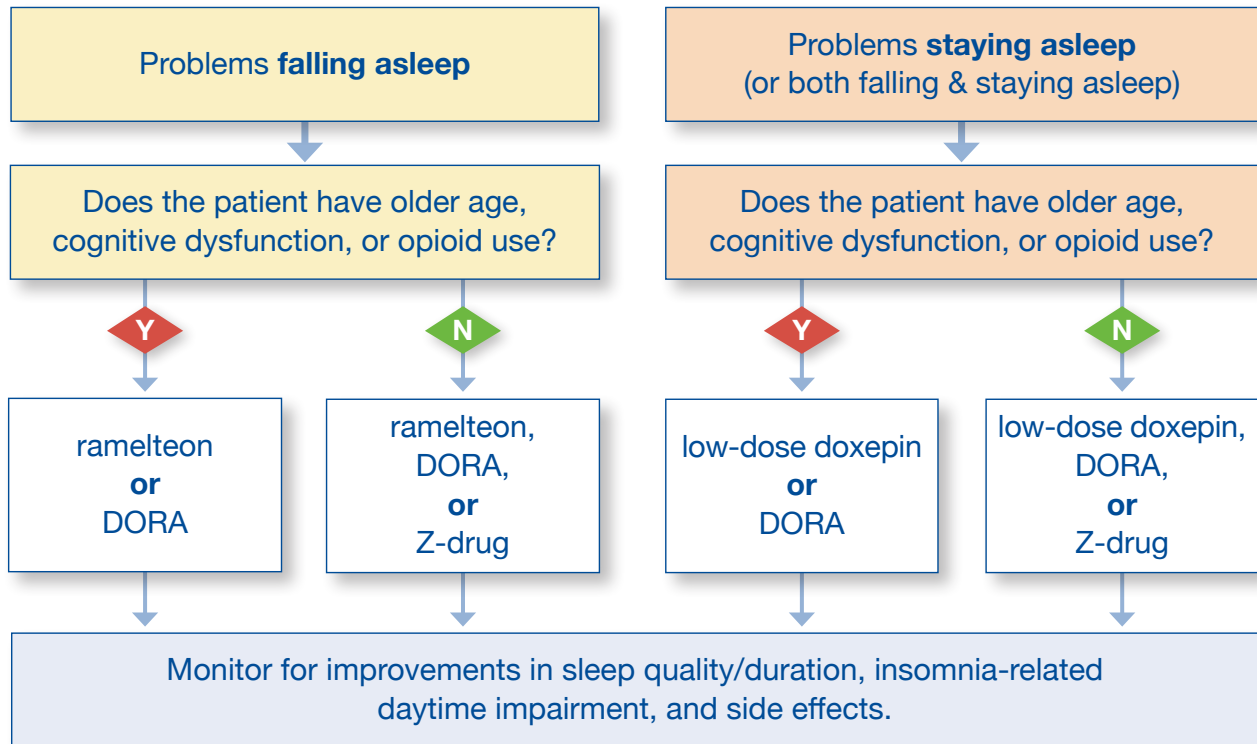 Problems falling asleep
Does the patient have older age,
cognitive dysfunction, or opioid use?
Y
N
ramelteon
or
DORA
ramelteon,
DORA,
or
Z-drug
Problems staying asleep
(or both falling & staying asleep)
Does the patient have older age,
cognitive dysfunction, or opioid use?
Y
N
low-dose doxepin
or
DORA
low-dose doxepin,
DORA,
or
Z-drug
Monitor for improvements in sleep quality/duration, insomnia-related
daytime impairment, and side effects.